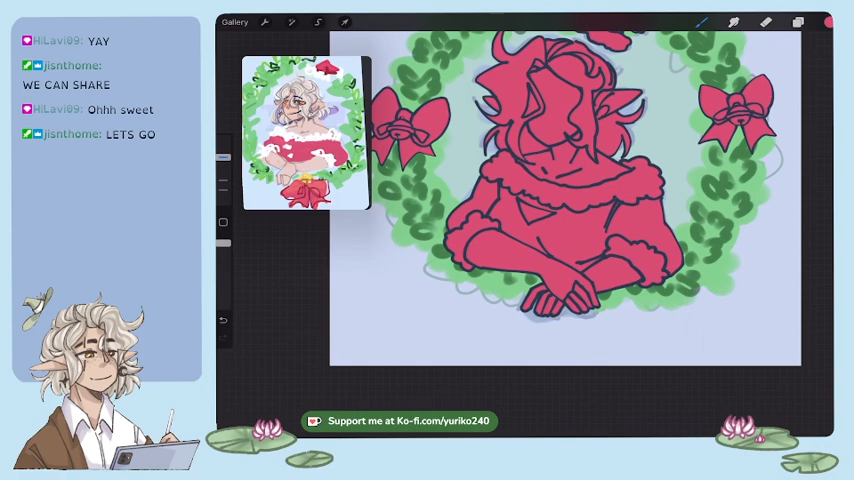 HiLavi09: YAY
jisnthome:
WE CAN SHARE
HiLavi09: Ohhh sweet
jisnthome: LETS GO
Gallery
Support me at Ko-fi.com/yuriko240